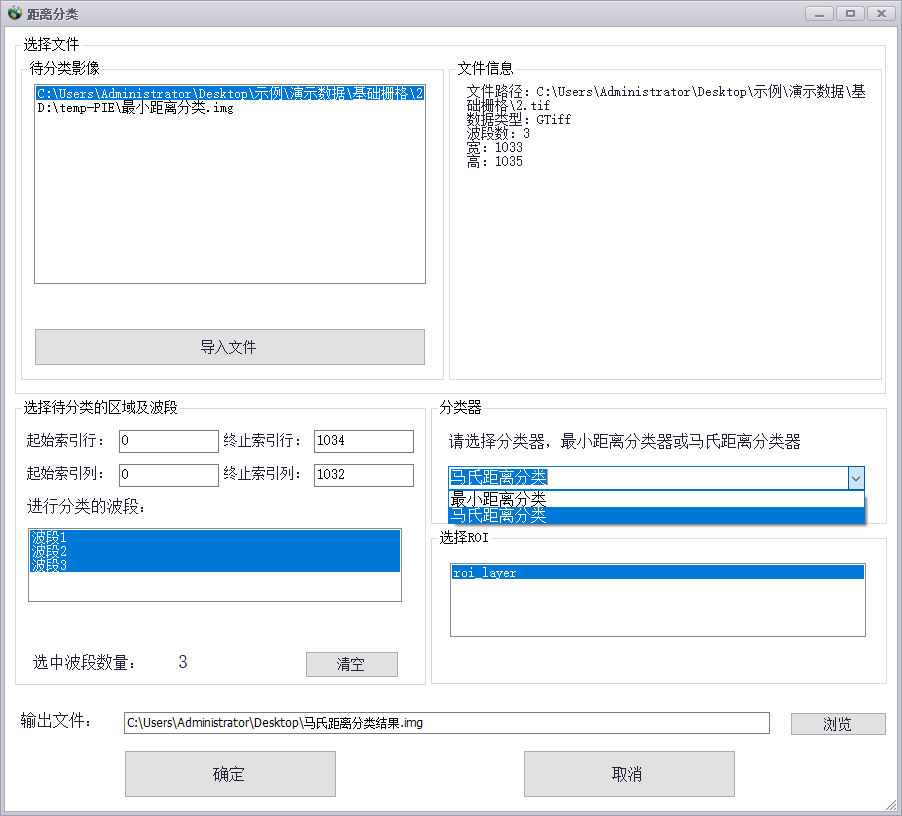 距离分类
选择文件
待分类影像
C:\Users\Administrator\Desktop\示例\演示数据\基础栅格\2
D:\temp-PIE\最小距离分类.img
导入文件
文件信息
文件路径：C:\Users\Administrator\Desktop\示例\演示数据\基
础栅格\2.tif
数据类型：GTiff
波段数：3
宽：1033
高：1035
选择待分类的区域及波段
起始索引行： 0 终止索引行： 1034
起始索引列： 0 终止索引列： 1032
进行分类的波段：
波段1
波段2
波段3
选中波段数量： 3 清空
分类器
请选择分类器，最小距离分类器或马氏距离分类器
马氏距离分类
最小距离分类
马氏距离分类
选择ROI
roi_layer
输出文件： C:\Users\Administrator\Desktop\马氏距离分类结果.img 浏览
确定 取消